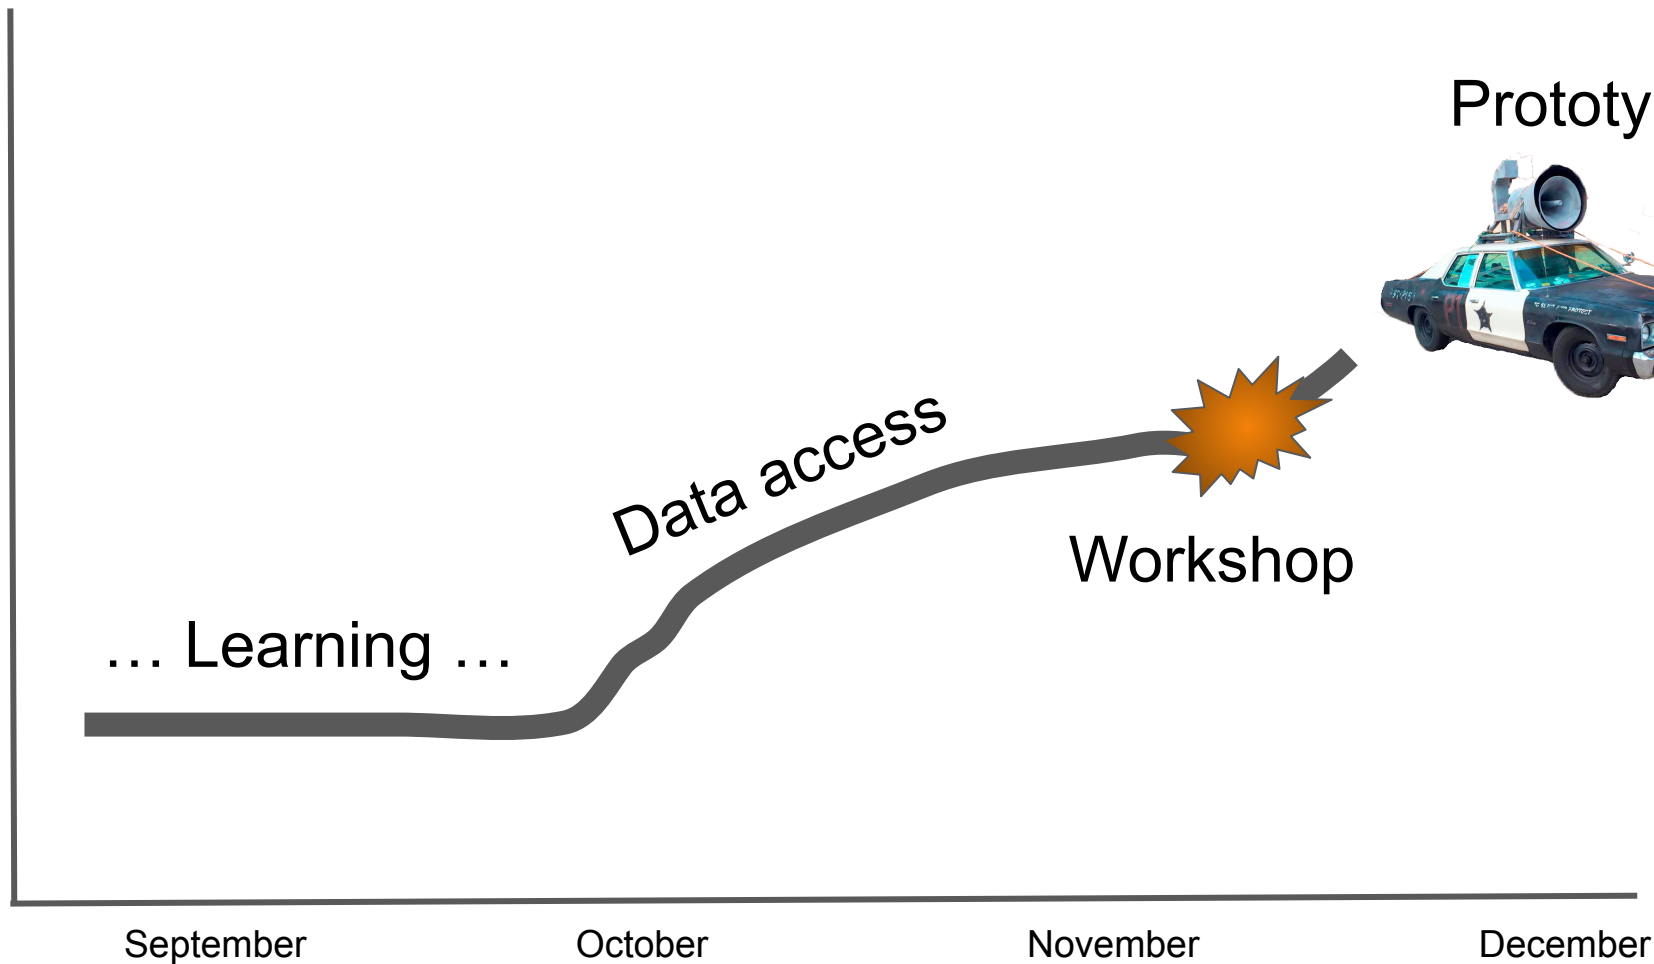 Prototy
Data access
Workshop
… Learning …
September October November December